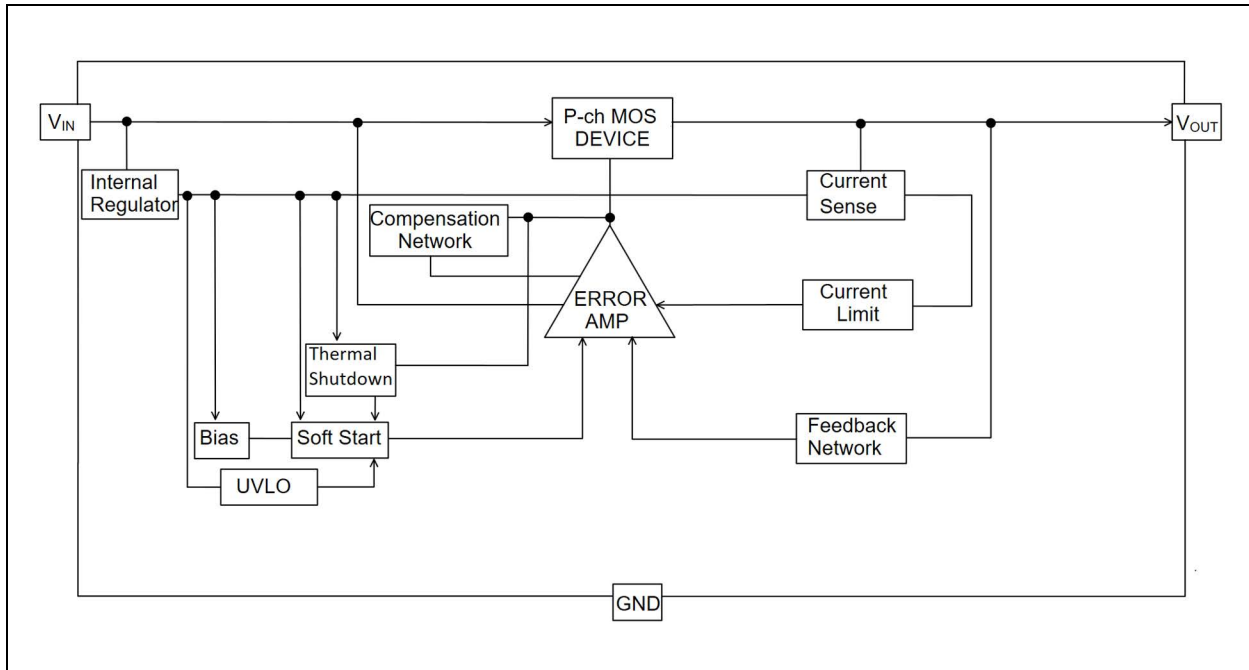 P-ch MOS
DEVICE
VIN
VOUT
Internal
Regulator
Current
Sense
Compensation
Network
ERROR
AMP
Current
Limit
Thermal
Shutdown
Bias
Soft Start
Feedback
Network
UVLO
GND